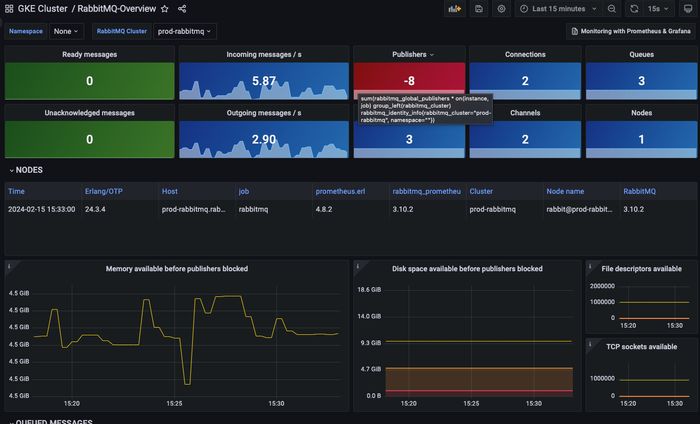 GKE Cluster / RabbitMQ-Overview
Last 15 minutes
15s
Namespace
None
RabbitMQ Cluster
prod-rabbitmq
Monitoring with Prometheus & Grafana
Ready messages
0
Incoming messages / s
5.87
Publishers
-8
Connections
2
Queues
3
sum(rabbitmq_global_publishers * on(instance,
job) group_left(rabbitmq_cluster)
rabbitmq_identity_info{rabbitmq_cluster="prod-
rabbitmq", namespace=""})
Unacknowledged messages
0
Outgoing messages / s
2.90
3
Channels
2
Nodes
1
NODES
Time
Erlang/OTP
Host
job
prometheus.erl
rabbitmq_prometheu
Cluster
Node name
RabbitMQ
2024-02-15 15:33:00
24.3.4
prod-rabbitmq.rab...
rabbitmq
4.8.2
3.10.2
prod-rabbitmq
rabbit@prod-rabbit...
3.10.2
Memory available before publishers blocked
4.5 GiB
4.5 GiB
4.5 GiB
4.5 GiB
4.5 GiB
4.5 GiB
4.5 GiB
15:20
15:25
15:30
Disk space available before publishers blocked
18.6 GiB
14.0 GiB
9.3 GiB
4.7 GiB
0.0 B
15:20
15:25
15:30
File descriptors available
2000000
1000000
0
15:20
15:30
TCP sockets available
1000000
0
15:20
15:30
QUEUED MESSAGES